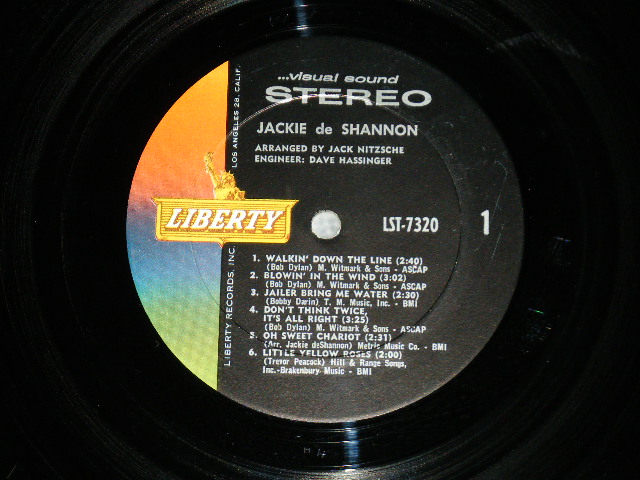 ...visual sound
STEREO
JACKIE de SHANNON
ARRANGED BY JACK NITZSCHE
ENGINEER: DAVE HASSINGER
LIBERTY
LST-7320
1
1. WALKIN' DOWN THE LINE (2:40)
(Bob Dylan) M. Witmark & Sons - ASCAP
2. BLOWIN' IN THE WIND (3:02)
(Bob Dylan) M. Witmark & Sons - ASCAP
3. JAILER BRING ME WATER (2:30)
(Bobby Darin) T. M. Music, Inc. - BMI
4. DON'T THINK TWICE,
IT'S ALL RIGHT (3:25)
(Bob Dylan) M. Witmark & Sons - ASCAP
5. OH SWEET CHARIOT (2:31)
(Arr. Jackie deShannon) Metric Music Co. - BMI
6. LITTLE YELLOW ROSES (2:00)
(Trevor Peacock) Hill & Range Songs,
Inc.-Brakenbury Music - BMI
LIBERTY RECORDS, INC.
LOS ANGELES 28, CALIF.